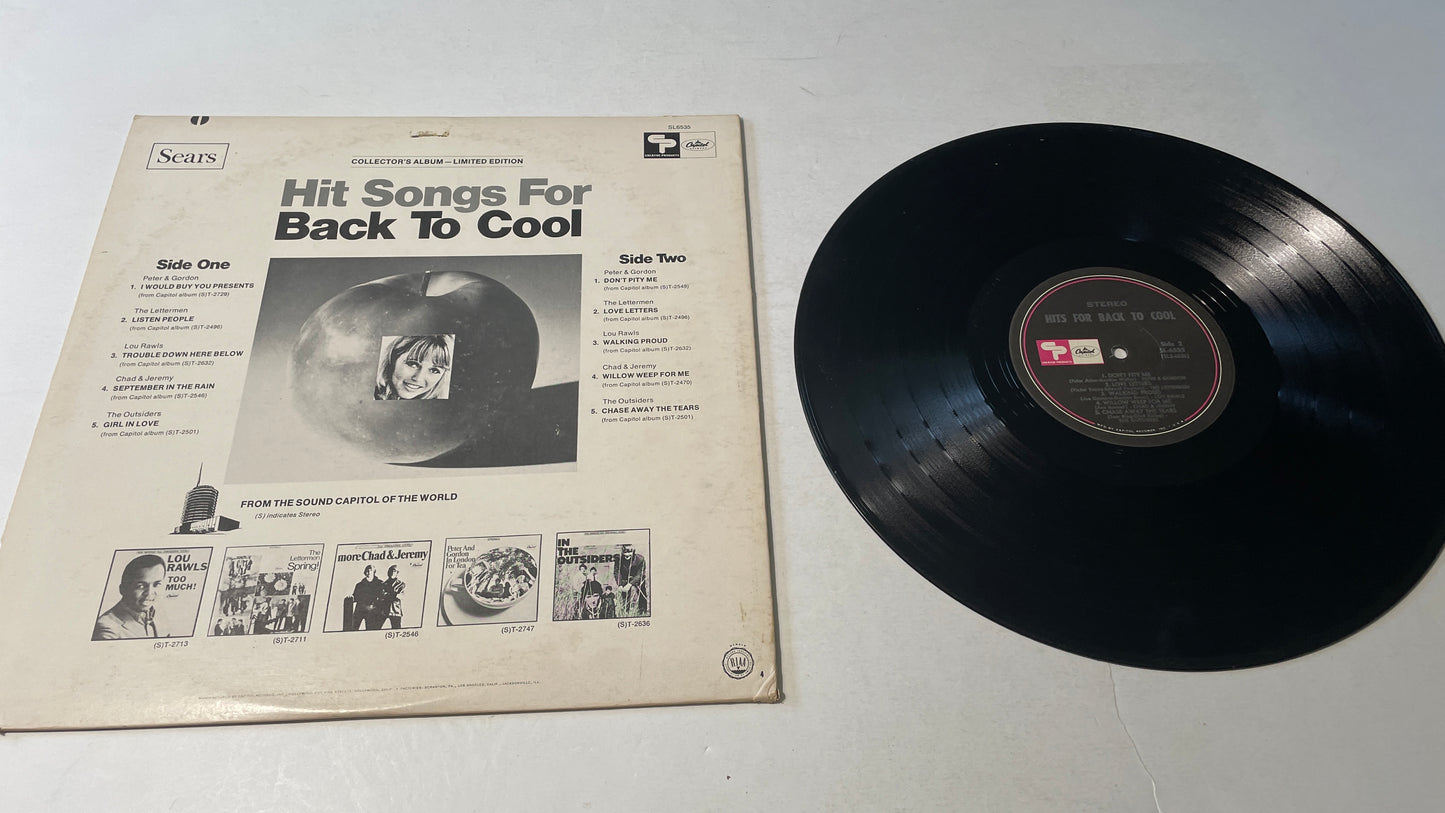 SL6535
Sears
COLLECTOR'S ALBUM — LIMITED EDITION
CREATIVE PRODUCTS
Capitol
Hit Songs For
Back To Cool
Side One
Peter & Gordon
1. I WOULD BUY YOU PRESENTS
(from Capitol album (S)T-2729)
The Lettermen
2. LISTEN PEOPLE
(from Capitol album (S)T-2496)
Lou Rawls
3. TROUBLE DOWN HERE BELOW
(from Capitol album (S)T-2632)
Chad & Jeremy
4. SEPTEMBER IN THE RAIN
(from Capitol album (S)T-2546)
The Outsiders
5. GIRL IN LOVE
(from Capitol album (S)T-2501)
Side Two
Peter & Gordon
1. DON'T PITY ME
(from Capitol album (S)T-2549)
The Lettermen
2. LOVE LETTERS
(from Capitol album (S)T-2496)
Lou Rawls
3. WALKING PROUD
(from Capitol album (S)T-2632)
Chad & Jeremy
4. WILLOW WEEP FOR ME
(from Capitol album (S)T-2470)
The Outsiders
5. CHASE AWAY THE TEARS
(from Capitol album (S)T-2501)
FROM THE SOUND CAPITOL OF THE WORLD
(S) indicates Stereo
LOU
RAWLS
TOO
MUCH!
(S)T-2713
The
Lettermen
Spring!
(S)T-2711
more Chad & Jeremy
(S)T-2546
Peter And
Gordon
In London
For Tea
(S)T-2747
IN
THE
OUTSIDERS
(S)T-2636
RIAA
4
STEREO
HITS FOR BACK TO COOL
Side 2
SL-6535
Capitol
1. DON'T PITY ME
2. LOVE LETTERS
3. WALKING PROUD
4. WILLOW WEEP FOR ME
5. CHASE AWAY THE TEARS